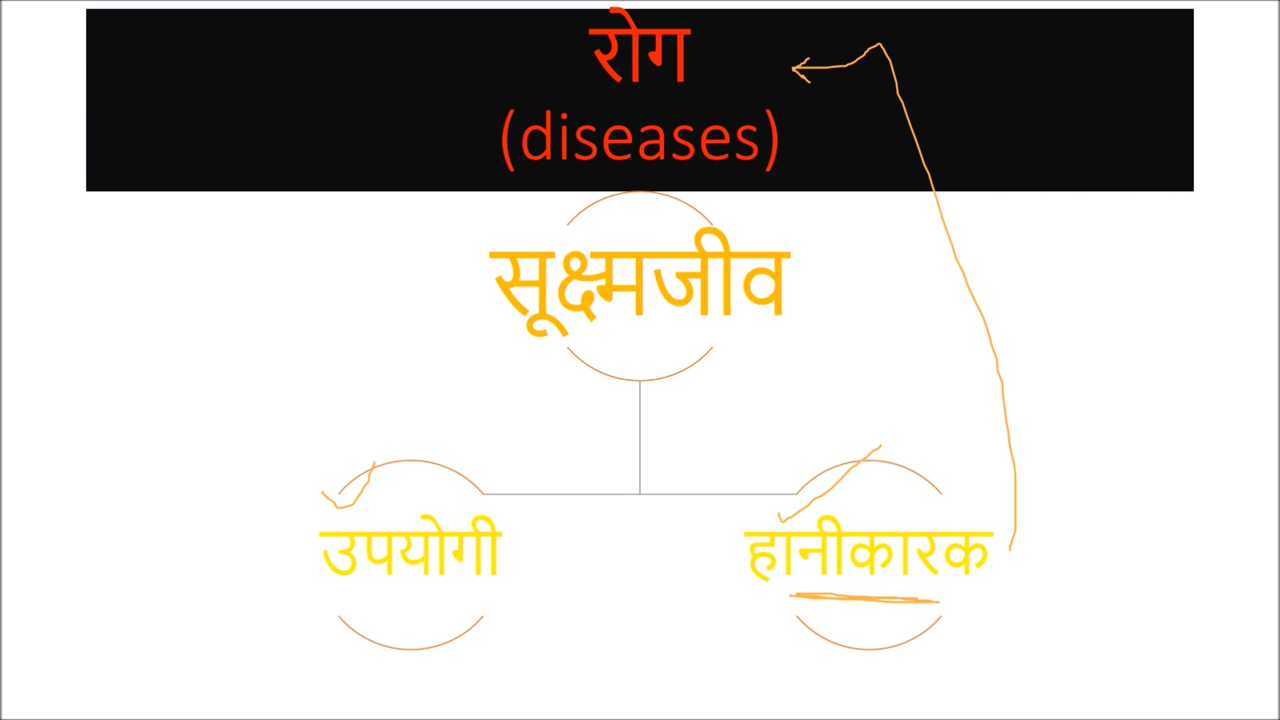 रोग
(diseases)
सूक्ष्मजीव
उपयोगी
हानीकारक